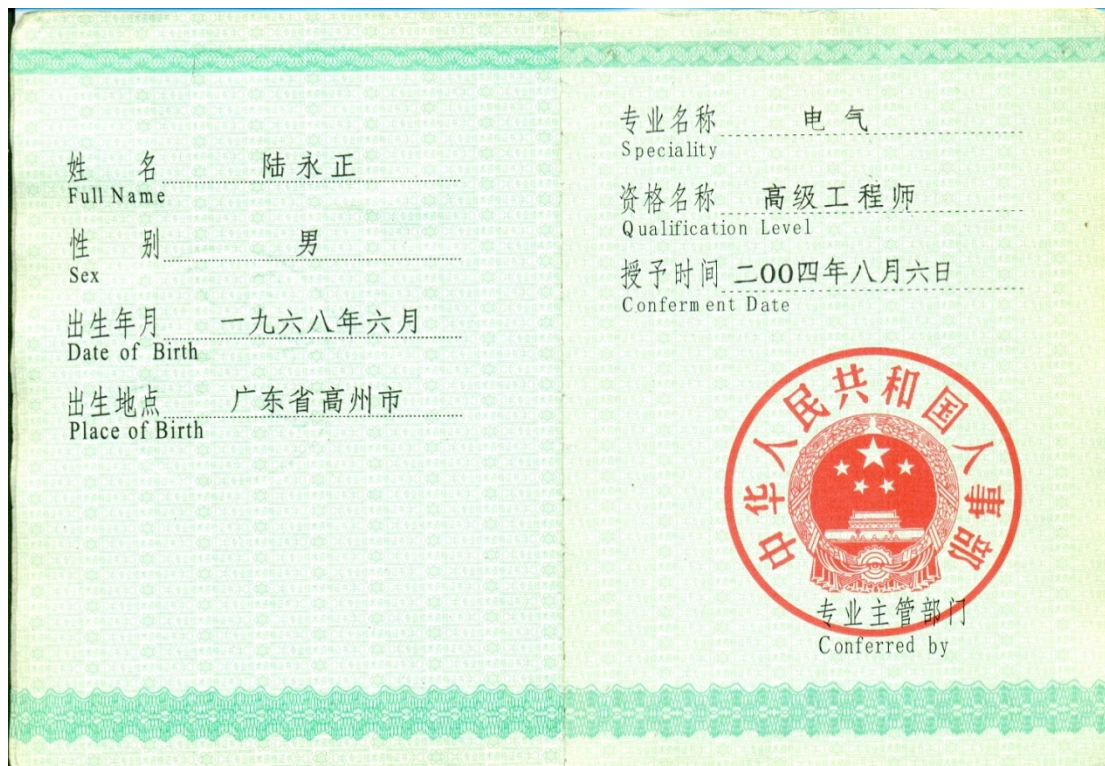 姓 名 陆永正
Full Name
性 别 男
Sex
出生年月 一九六八年六月
Date of Birth
出生地点 广东省高州市
Place of Birth
专业名称 电气
Speciality
资格名称 高级工程师
Qualification Level
授予时间 二OO四年八月六日
Conferment Date
中华人民共和国人事部
专业主管部门
Conferred by